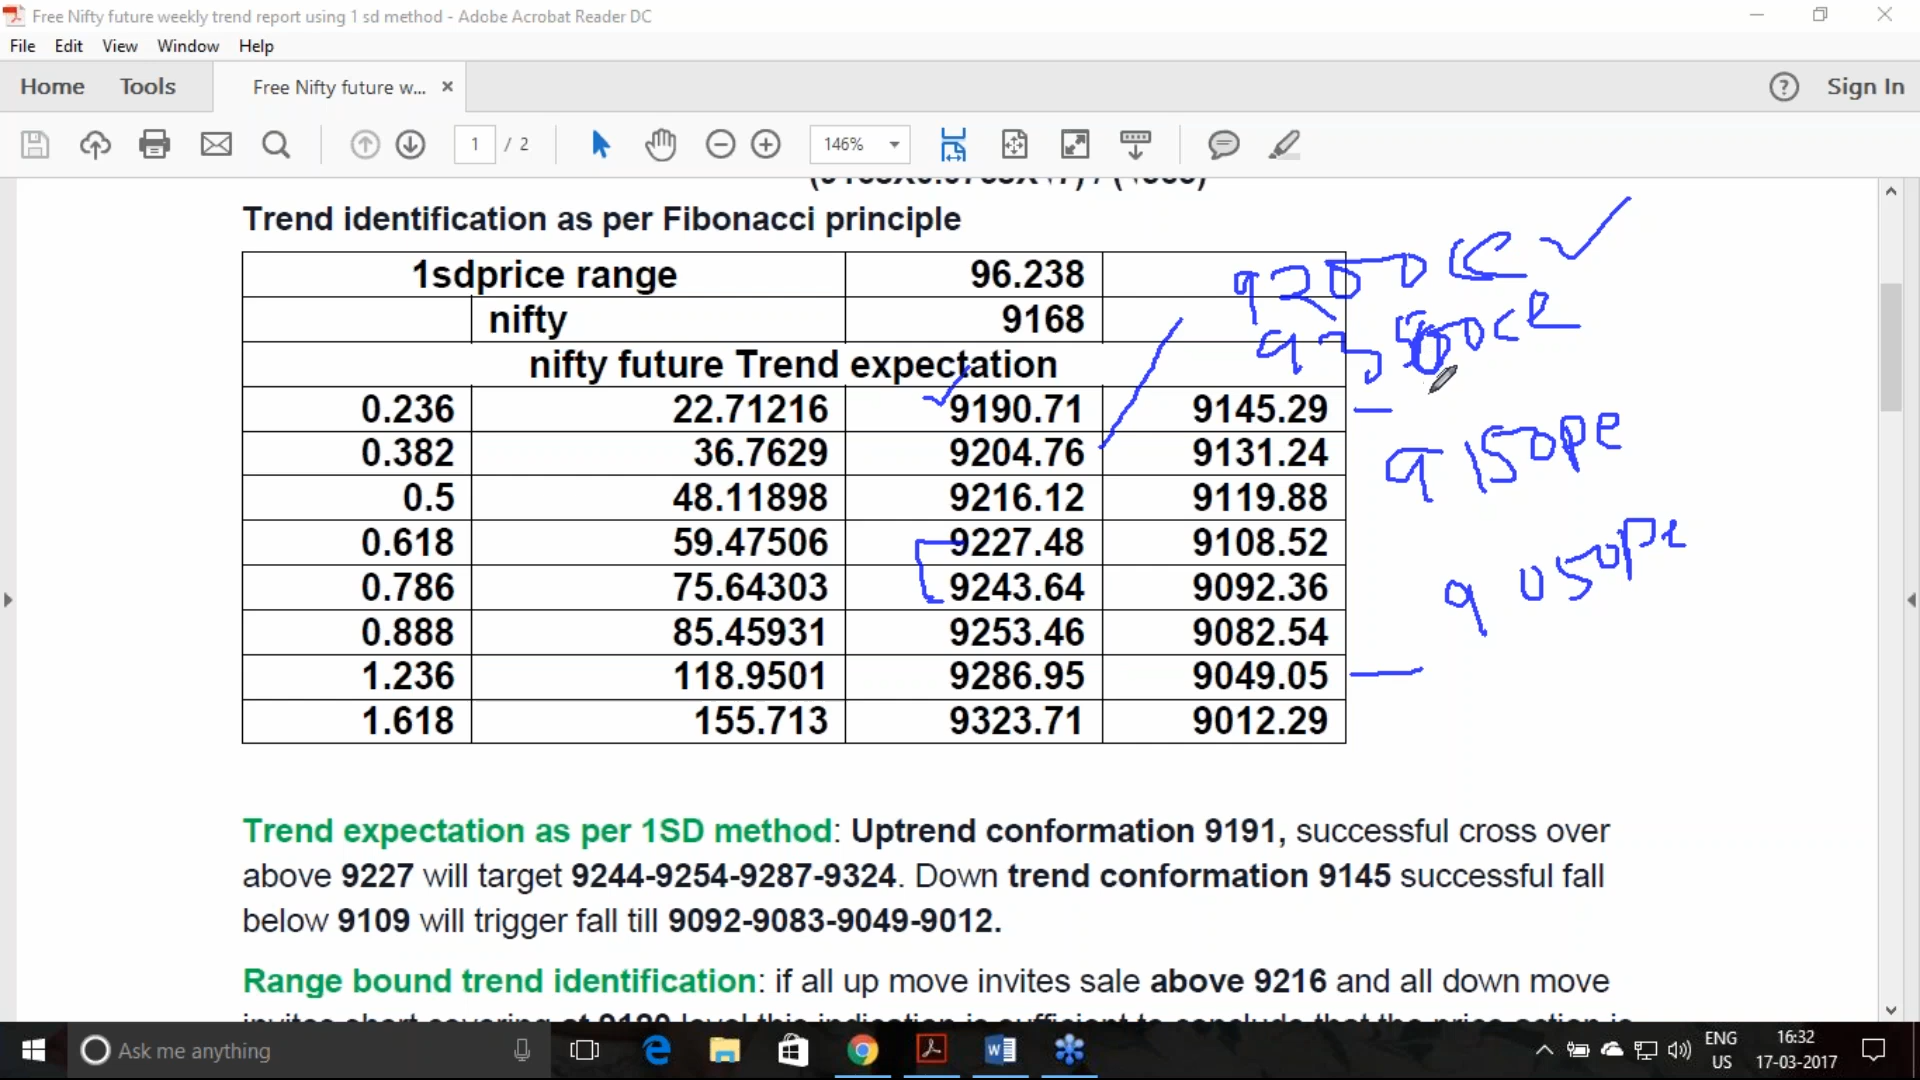 Free Nifty future weekly trend report using 1 sd method - Adobe Acrobat Reader DC
File Edit View Window Help
Home Tools Free Nifty future w... × ? Sign In
1 / 2 146%
Trend identification as per Fibonacci principle
1sdprice range 96.238
nifty 9168
nifty future Trend expectation
0.236 22.71216 9190.71 9145.29
0.382 36.7629 9204.76 9131.24
0.5 48.11898 9216.12 9119.88
0.618 59.47506 9227.48 9108.52
0.786 75.64303 9243.64 9092.36
0.888 85.45931 9253.46 9082.54
1.236 118.9501 9286.95 9049.05
1.618 155.713 9323.71 9012.29
9200 CE
9150pe
9050pe
Trend expectation as per 1SD method: Uptrend conformation 9191, successful cross over
above 9227 will target 9244-9254-9287-9324. Down trend conformation 9145 successful fall
below 9109 will trigger fall till 9092-9083-9049-9012.
Range bound trend identification: if all up move invites sale above 9216 and all down move
Ask me anything
ENG
US
16:32
17-03-2017